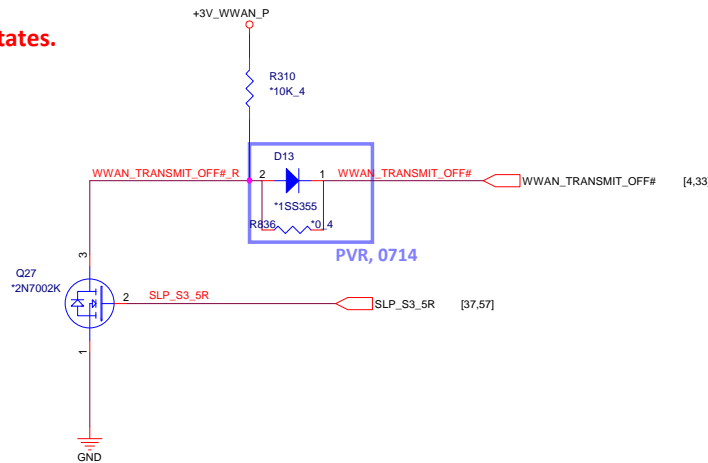 +3V_WWAN_P
tates.
R310
*10K_4
D13
WWAN_TRANSMIT_OFF#_R
2
1
WWAN_TRANSMIT_OFF#
WWAN_TRANSMIT_OFF#
[4,33]
*1SS355
R836
*0_4
PVR, 0714
3
Q27
*2N7002K
2
SLP_S3_5R
SLP_S3_5R
[37,57]
1
GND